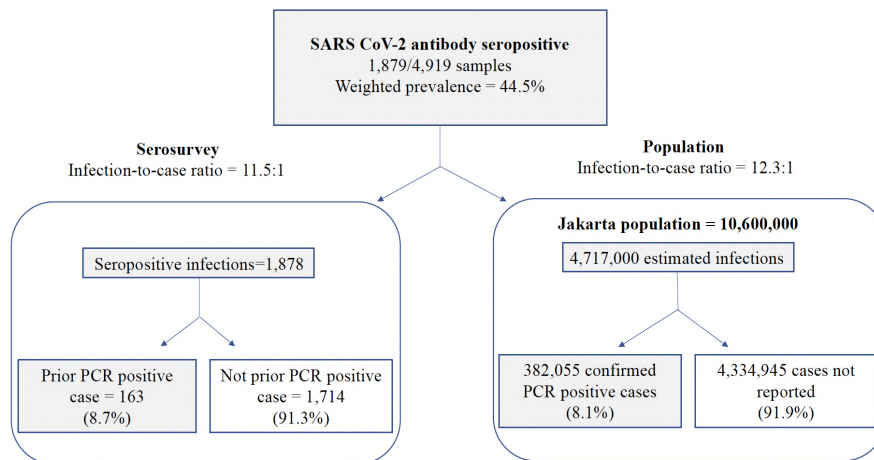 SARS CoV-2 antibody seropositive
1,879/4,919 samples
Weighted prevalence = 44.5%
Serosurvey
Infection-to-case ratio = 11.5:1
Population
Infection-to-case ratio = 12.3:1
Seropositive infections=1,878
Prior PCR positive
case = 163
(8.7%)
Not prior PCR positive
case = 1,714
(91.3%)
Jakarta population = 10,600,000
4,717,000 estimated infections
382,055 confirmed
PCR positive cases
(8.1%)
4,334,945 cases not
reported
(91.9%)